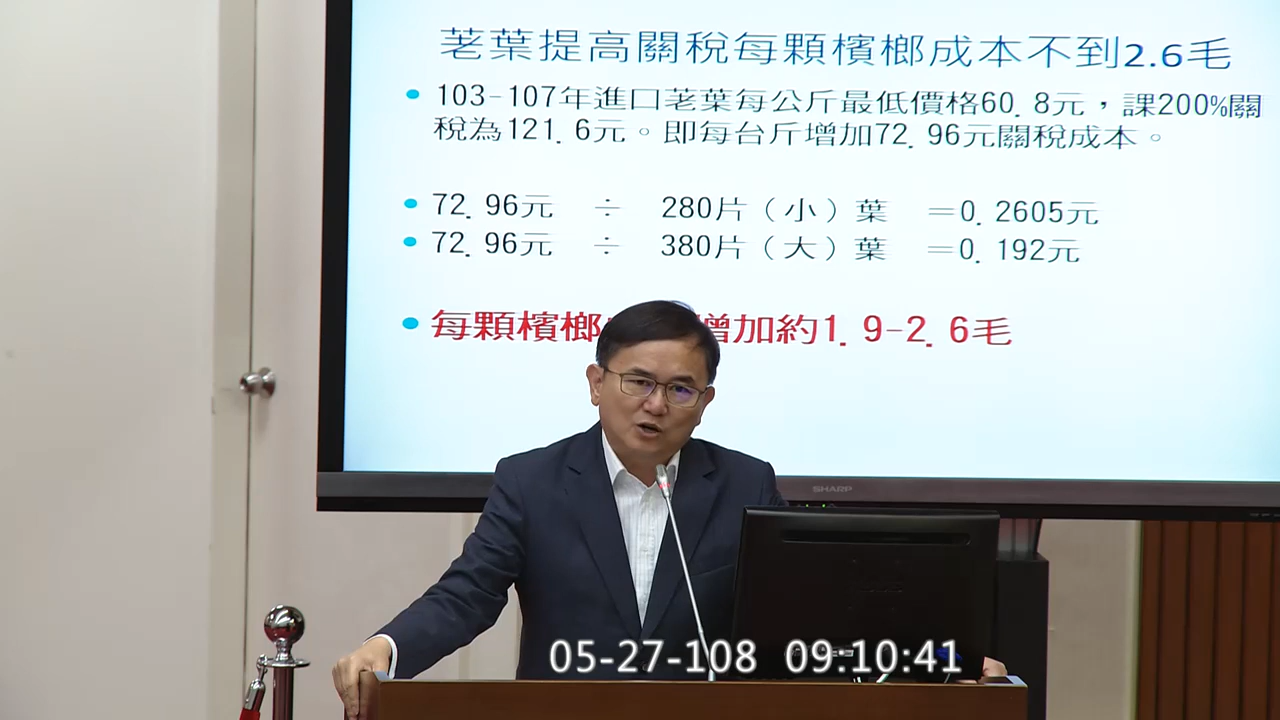 荖葉提高關稅每顆檳榔成本不到2.6毛
103-107年進口荖葉每公斤最低價格60.8元，課200%關
稅為121.6元。即每台斤增加72.96元關稅成本。
72.96元 ÷ 280片（小）葉 ＝0.2605元
72.96元 ÷ 380片（大）葉 ＝0.192元
每顆檳榔 增加約1.9-2.6毛
SHARP
05-27-108 09:10:41